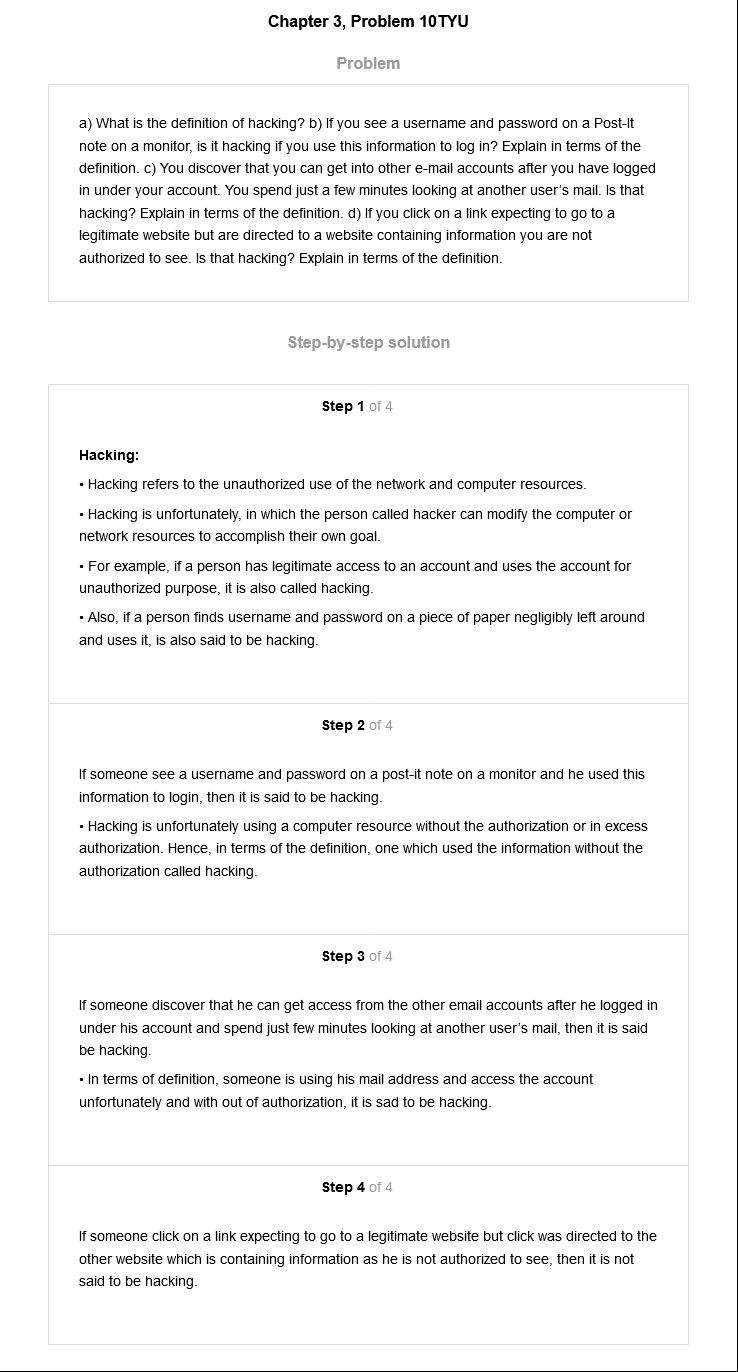 Chapter 3, Problem 10TYU
Problem
a) What is the definition of hacking? b) If you see a username and password on a Post-It
note on a monitor, is it hacking if you use this information to log in? Explain in terms of the
definition. c) You discover that you can get into other e-mail accounts after you have logged
in under your account. You spend just a few minutes looking at another user’s mail. Is that
hacking? Explain in terms of the definition. d) If you click on a link expecting to go to a
legitimate website but are directed to a website containing information you are not
authorized to see. Is that hacking? Explain in terms of the definition.
Step-by-step solution
Step 1 of 4
Hacking:
• Hacking refers to the unauthorized use of the network and computer resources.
• Hacking is unfortunately, in which the person called hacker can modify the computer or
network resources to accomplish their own goal.
• For example, if a person has legitimate access to an account and uses the account for
unauthorized purpose, it is also called hacking.
• Also, if a person finds username and password on a piece of paper negligibly left around
and uses it, is also said to be hacking.
Step 2 of 4
If someone see a username and password on a post-it note on a monitor and he used this
information to login, then it is said to be hacking.
• Hacking is unfortunately using a computer resource without the authorization or in excess
authorization. Hence, in terms of the definition, one which used the information without the
authorization called hacking.
Step 3 of 4
If someone discover that he can get access from the other email accounts after he logged in
under his account and spend just few minutes looking at another user’s mail, then it is said
be hacking.
• In terms of definition, someone is using his mail address and access the account
unfortunately and with out of authorization, it is sad to be hacking.
Step 4 of 4
If someone click on a link expecting to go to a legitimate website but click was directed to the
other website which is containing information as he is not authorized to see, then it is not
said to be hacking.